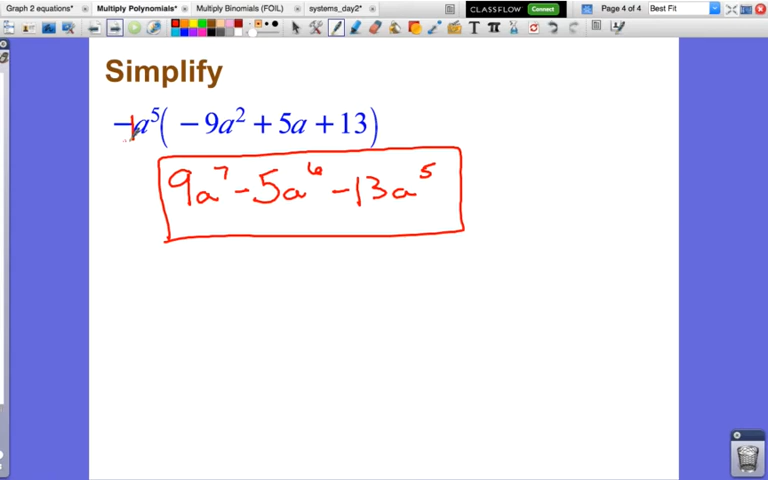 Graph 2 equations* Multiply Polynomials* Multiply Binomials (FOIL) systems_day2* CLASSFLOW Connect Page 4 of 4 Best Fit
T π
Simplify
−1a⁵( − 9a² + 5a + 13)
9a⁷ − 5a⁶ − 13a⁵